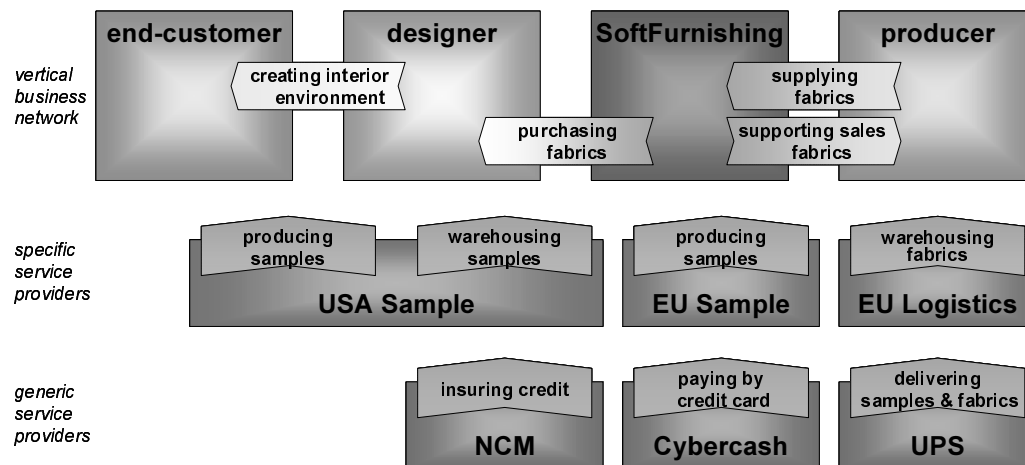 end-customer
designer
SoftFurnishing
producer
vertical
business
network
creating interior
environment
supplying
fabrics
purchasing
fabrics
supporting sales
fabrics
specific
service
providers
producing
samples
warehousing
samples
producing
samples
warehousing
fabrics
USA Sample
EU Sample
EU Logistics
generic
service
providers
insuring credit
paying by
credit card
delivering
samples & fabrics
NCM
Cybercash
UPS